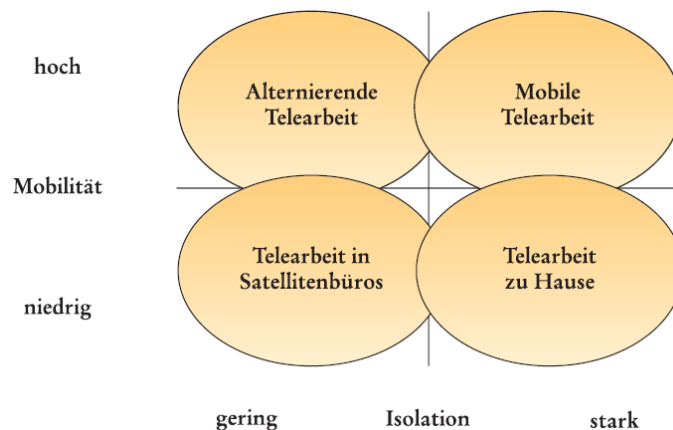 hoch
Alternierende
Telearbeit
Mobile
Telearbeit
Mobilität
Telearbeit in
Satellitenbüros
Telearbeit
zu Hause
niedrig
gering Isolation stark